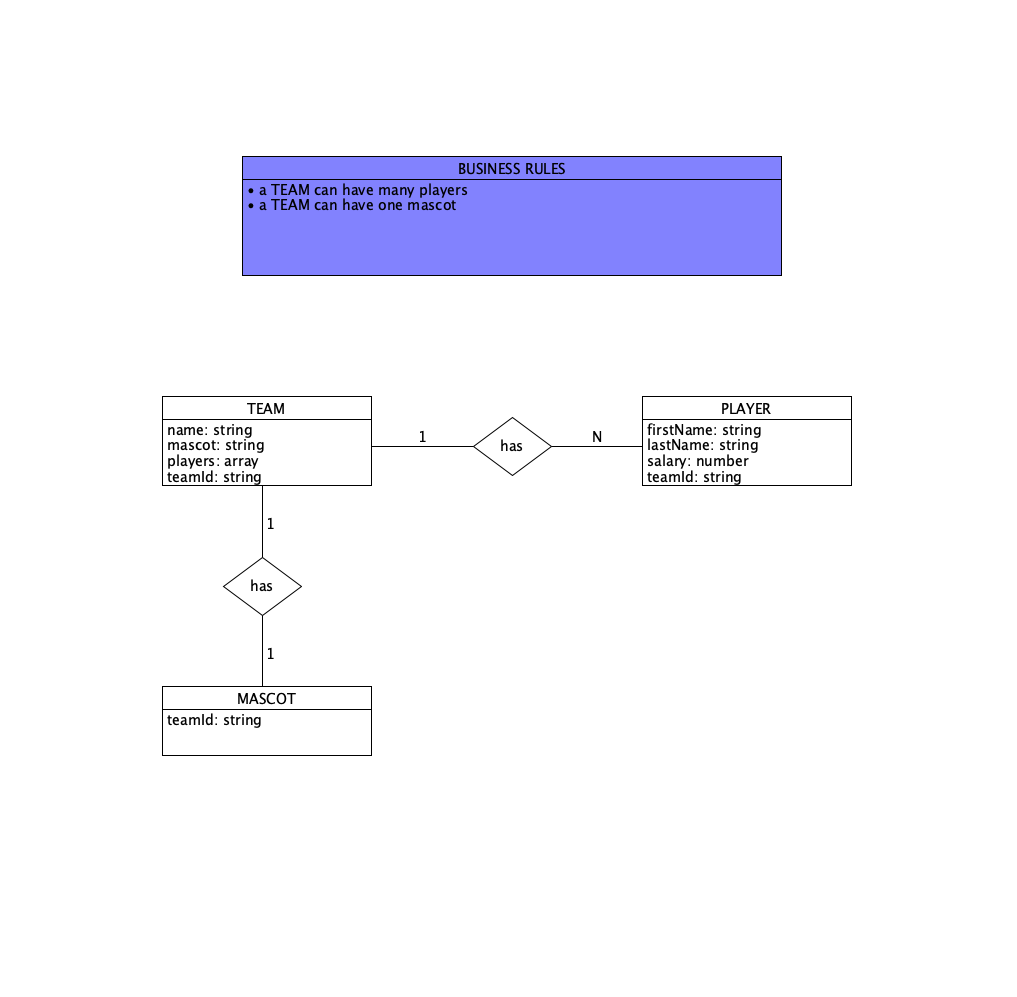 BUSINESS RULES
• a TEAM can have many players
• a TEAM can have one mascot
TEAM
name: string
mascot: string
players: array
teamId: string
1
has
N
PLAYER
firstName: string
lastName: string
salary: number
teamId: string
1
has
1
MASCOT
teamId: string